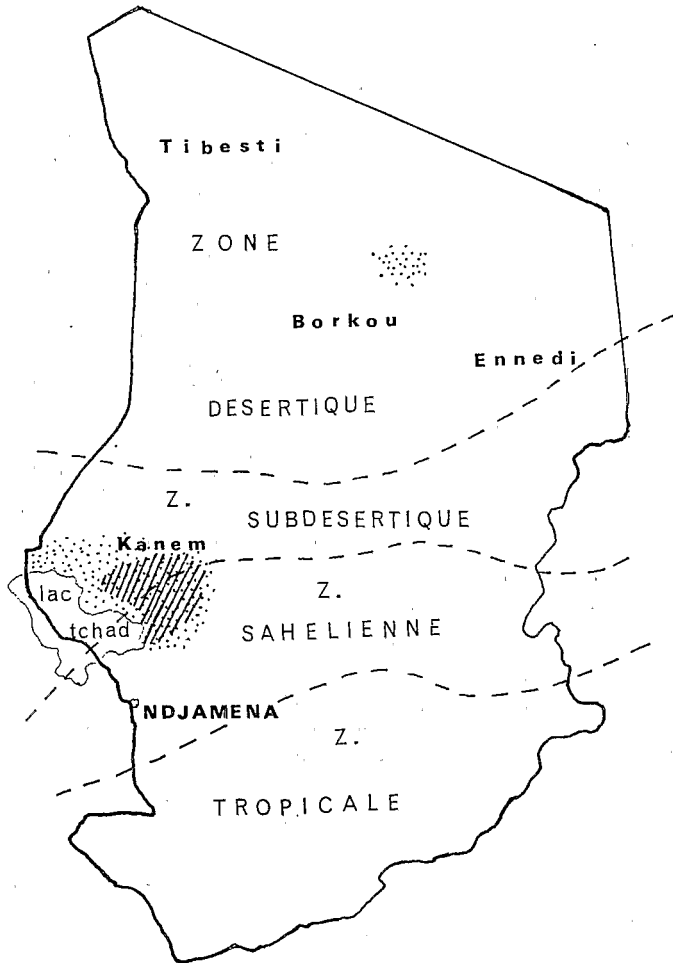 Tibesti
ZONE
Borkou
Ennedi
DESERTIQUE
Z.
SUBDESERTIQUE
Kanem
lac
Z.
tchad
SAHELIENNE
NDJAMENA
Z.
TROPICALE